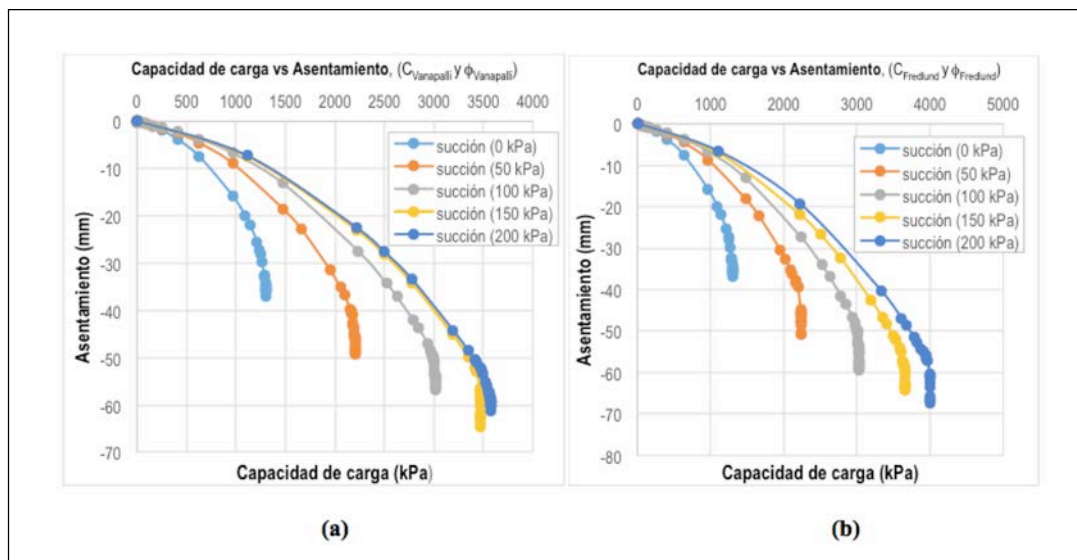 Capacidad de carga vs Asentamiento, (C_Vanapalli y ϕ_Vanapalli)
0 500 1000 1500 2000 2500 3000 3500 4000
0
-10
-20
-30
-40
-50
-60
-70
Asentamiento (mm)
succión (0 kPa)
succión (50 kPa)
succión (100 kPa)
succión (150 kPa)
succión (200 kPa)
Capacidad de carga (kPa)
(a)
Capacidad de carga vs Asentamiento, (C_Fredlund y ϕ_Fredlund)
0 1000 2000 3000 4000 5000
0
-10
-20
-30
-40
-50
-60
-70
-80
Asentamiento (mm)
succión (0 kPa)
succión (50 kPa)
succión (100 kPa)
succión (150 kPa)
succión (200 kPa)
Capacidad de carga (kPa)
(b)